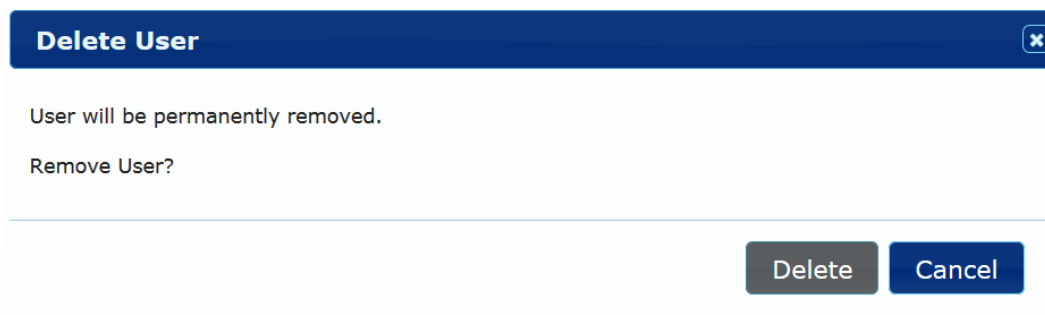 Delete User
User will be permanently removed.
Remove User?
Delete Cancel